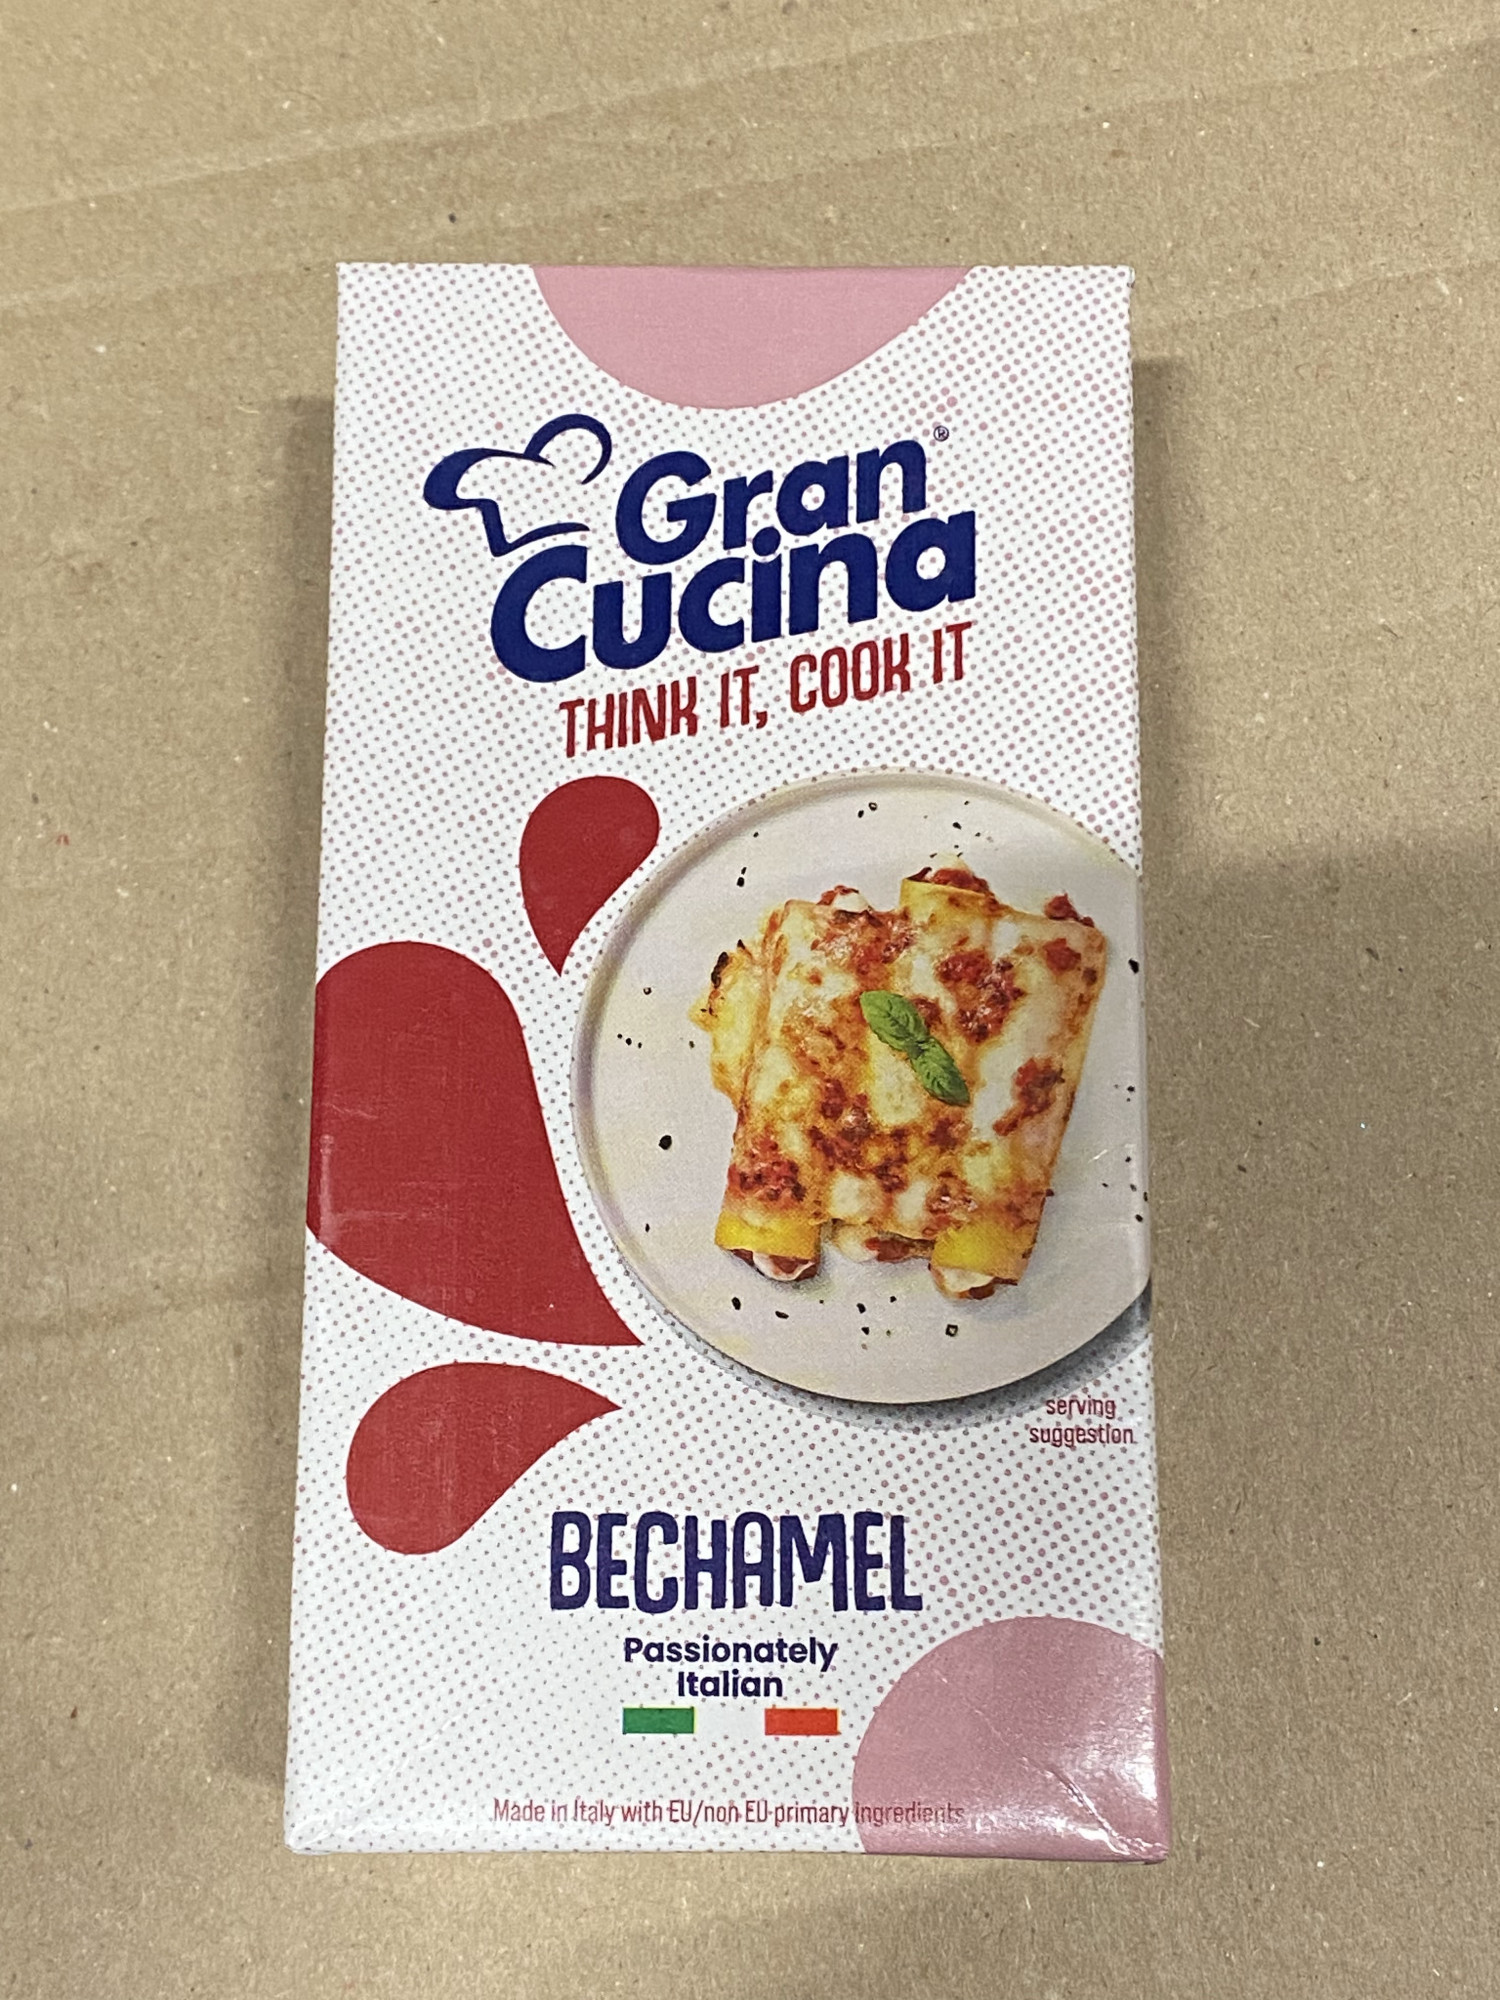 Gran®
Cucina
THINK IT, COOK IT
serving
suggestion
BECHAMEL
Passionately
Italian
Made in Italy with EU/non EU primary ingredients